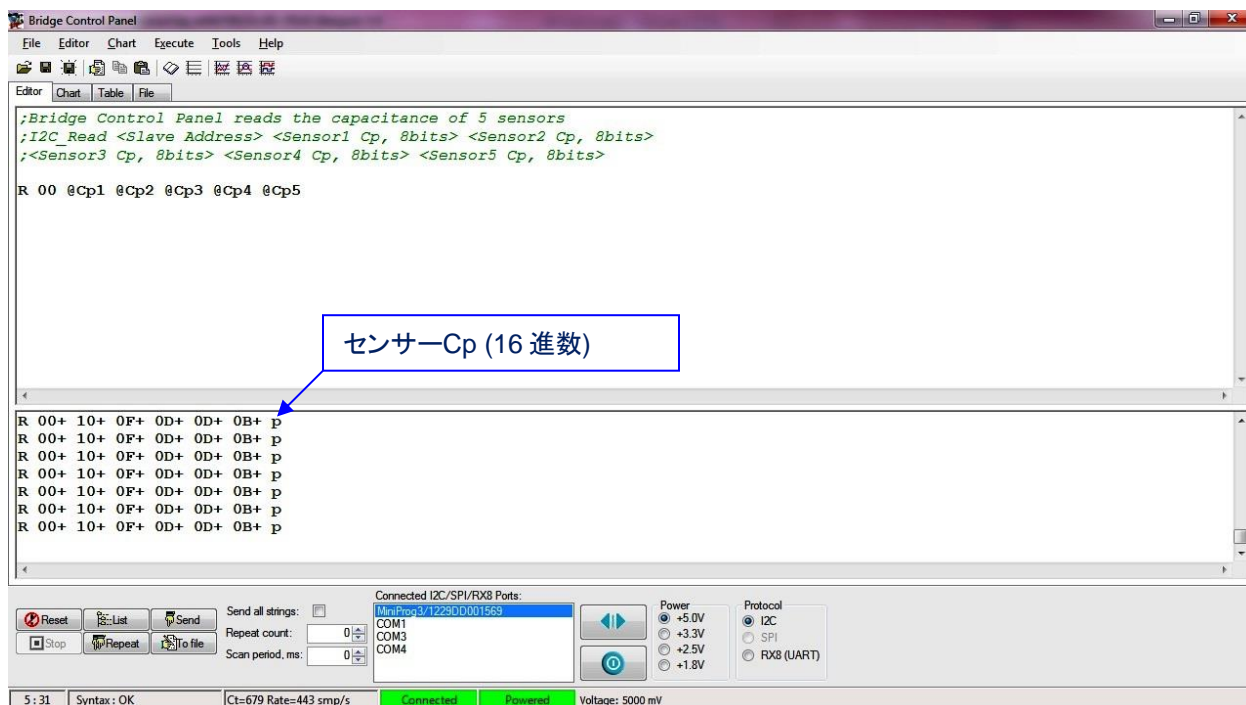 Bridge Control Panel
File Editor Chart Execute Tools Help
Editor Chart Table File
;Bridge Control Panel reads the capacitance of 5 sensors
;I2C_Read <Slave Address> <Sensor1 Cp, 8bits> <Sensor2 Cp, 8bits>
;<Sensor3 Cp, 8bits> <Sensor4 Cp, 8bits> <Sensor5 Cp, 8bits>
R 00 @Cp1 @Cp2 @Cp3 @Cp4 @Cp5
センサーCp (16 進数)
R 00+ 10+ 0F+ 0D+ 0D+ 0B+ p
R 00+ 10+ 0F+ 0D+ 0D+ 0B+ p
R 00+ 10+ 0F+ 0D+ 0D+ 0B+ p
R 00+ 10+ 0F+ 0D+ 0D+ 0B+ p
R 00+ 10+ 0F+ 0D+ 0D+ 0B+ p
R 00+ 10+ 0F+ 0D+ 0D+ 0B+ p
R 00+ 10+ 0F+ 0D+ 0D+ 0B+ p
Reset List Send
Stop Repeat To file
Send all strings:
Repeat count: 0
Scan period, ms: 0
Connected I2C/SPI/RX8 Ports:
MiniProg3/1229DD001569
COM1
COM3
COM4
Power
+5.0V
+3.3V
+2.5V
+1.8V
Protocol
I2C
SPI
RX8 (UART)
5 : 31 Syntax : OK Ct=679 Rate=443 smp/s Connected Powered Voltage: 5000 mV